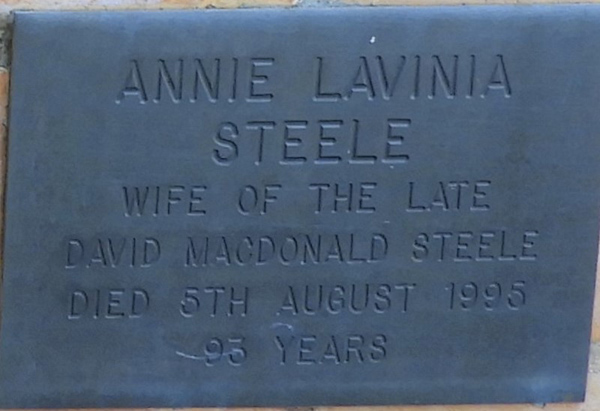 ANNIE LAVINIA
STEELE
WIFE OF THE LATE
DAVID MACDONALD STEELE
DIED 5TH AUGUST 1995
93 YEARS